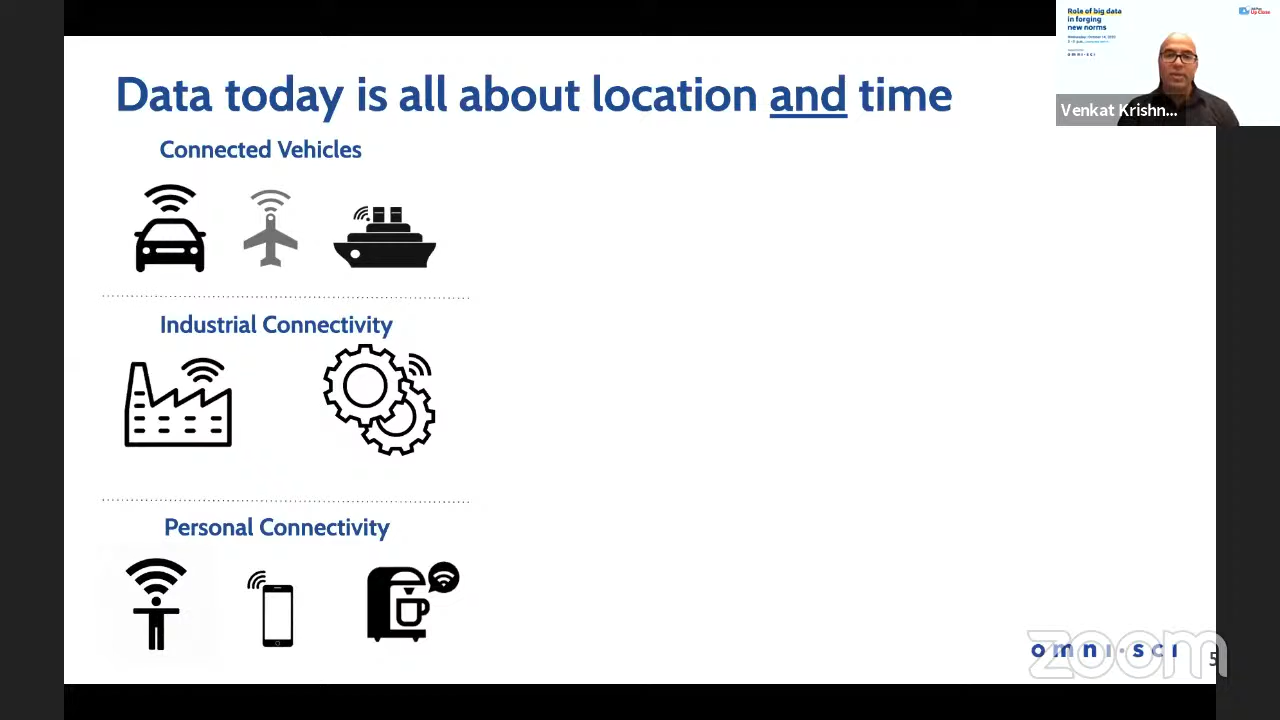 Data today is all about location and time
Connected Vehicles
Industrial Connectivity
Personal Connectivity
omni·sci
zoom
5
Role of big data
in forging
new norms
Venkat Krishn...